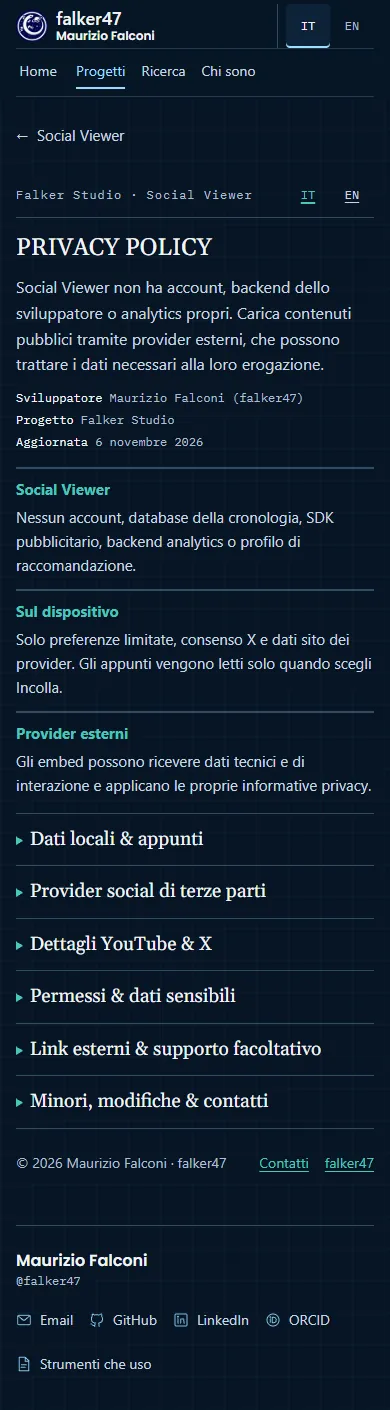 falker47
Maurizio Falconi
IT EN
Home Progetti Ricerca Chi sono
← Social Viewer
Falker Studio · Social Viewer IT EN
PRIVACY POLICY
Social Viewer non ha account, backend dello
sviluppatore o analytics propri. Carica contenuti
pubblici tramite provider esterni, che possono
trattare i dati necessari alla loro erogazione.
Sviluppatore Maurizio Falconi (falker47)
Progetto Falker Studio
Aggiornata 6 novembre 2026
Social Viewer
Nessun account, database della cronologia, SDK
pubblicitario, backend analytics o profilo di
raccomandazione.
Sul dispositivo
Solo preferenze limitate, consenso X e dati sito dei
provider. Gli appunti vengono letti solo quando scegli
Incolla.
Provider esterni
Gli embed possono ricevere dati tecnici e di
interazione e applicano le proprie informative privacy.
Dati locali & appunti
Provider social di terze parti
Dettagli YouTube & X
Permessi & dati sensibili
Link esterni & supporto facoltativo
Minori, modifiche & contatti
© 2026 Maurizio Falconi · falker47 Contatti falker47
Maurizio Falconi
@falker47
Email GitHub LinkedIn ORCID
Strumenti che uso